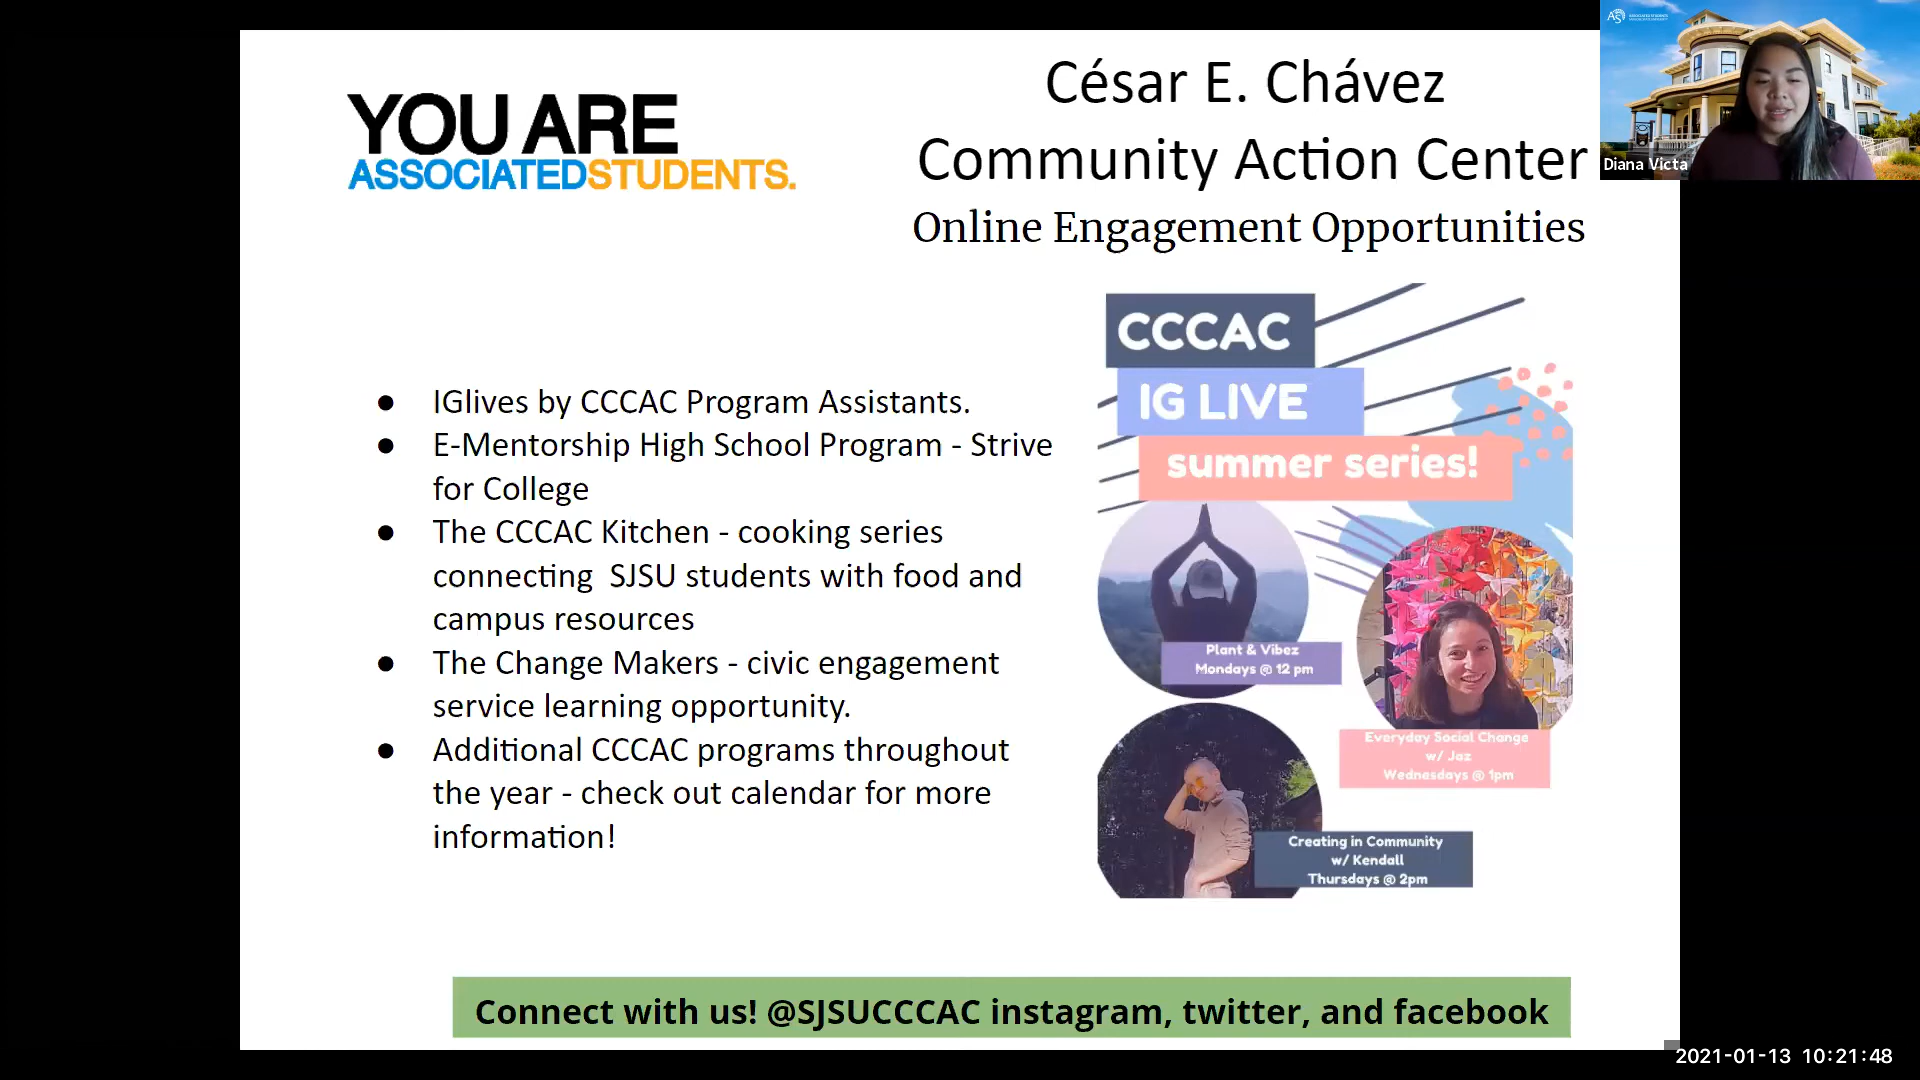 YOU ARE
ASSOCIATEDSTUDENTS.
César E. Chávez
Community Action Center
Online Engagement Opportunities
Diana Victa
● IGlives by CCCAC Program Assistants.
● E-Mentorship High School Program - Strive
for College
● The CCCAC Kitchen - cooking series
connecting SJSU students with food and
campus resources
● The Change Makers - civic engagement
service learning opportunity.
● Additional CCCAC programs throughout
the year - check out calendar for more
information!
CCCAC
IG LIVE
summer series!
Plant & Vibez
Mondays @ 12 pm
Everyday Social Change
w/ Jaz
Wednesdays @ 1pm
Creating in Community
w/ Kendall
Thursdays @ 2pm
Connect with us! @SJSUCCCAC instagram, twitter, and facebook
2021-01-13 10:21:48